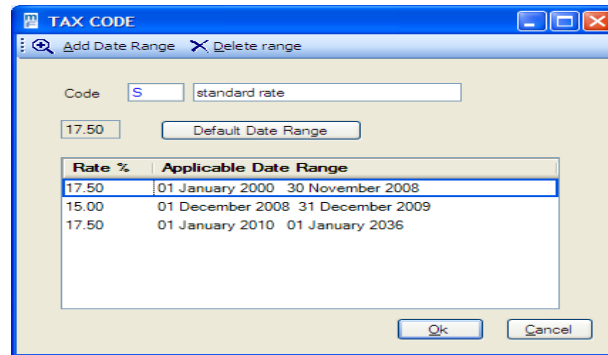 TAX CODE
Add Date Range Delete range
Code S standard rate
17.50 Default Date Range
Rate % Applicable Date Range
17.50 01 January 2000 30 November 2008
15.00 01 December 2008 31 December 2009
17.50 01 January 2010 01 January 2036
Ok Cancel